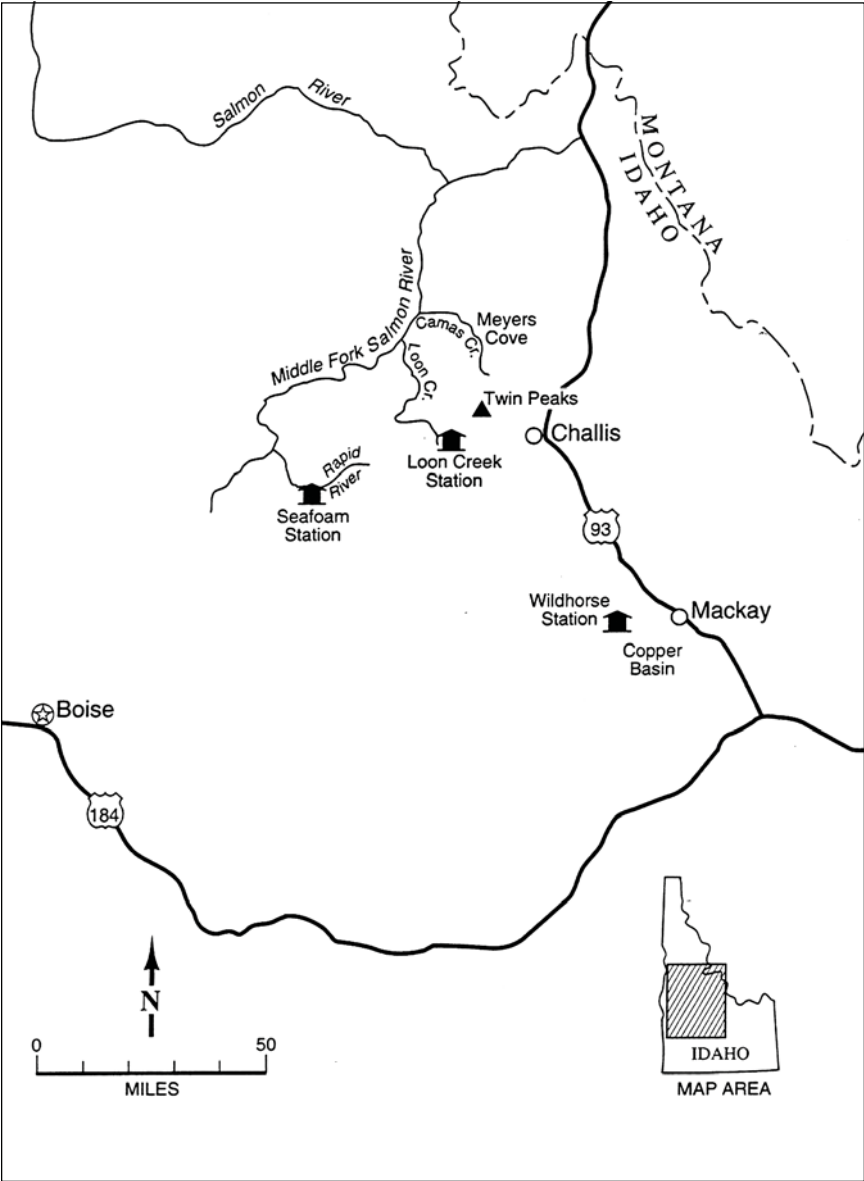 Salmon River
MONTANA
IDAHO
Middle Fork Salmon River
Camas Cr.
Meyers
Cove
Loon Cr.
Twin Peaks
Challis
Loon Creek
Station
Rapid
River
Seafoam
Station
93
Wildhorse
Station
Mackay
Copper
Basin
Boise
184
N
0 50
MILES
IDAHO
MAP AREA